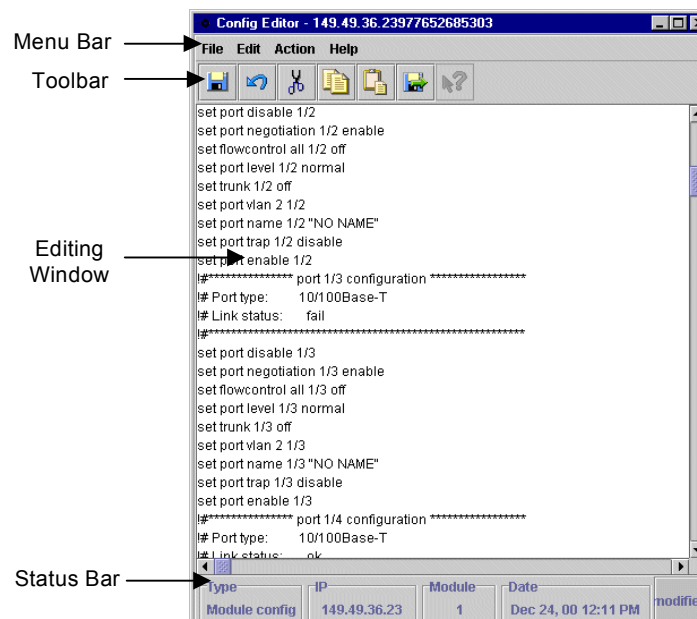 Config Editor - 149.49.36.23977652685303
Menu Bar
File Edit Action Help
Toolbar
set port disable 1/2
set port negotiation 1/2 enable
set flowcontrol all 1/2 off
set port level 1/2 normal
set trunk 1/2 off
set port vlan 2 1/2
set port name 1/2 "NO NAME"
set port trap 1/2 disable
Editing
Window
set port enable 1/2
!#*************** port 1/3 configuration *****************
!# Port type: 10/100Base-T
!# Link status: fail
!#********************************************************
set port disable 1/3
set port negotiation 1/3 enable
set flowcontrol all 1/3 off
set port level 1/3 normal
set trunk 1/3 off
set port vlan 2 1/3
set port name 1/3 "NO NAME"
set port trap 1/3 disable
set port enable 1/3
!#*************** port 1/4 configuration *****************
!# Port type: 10/100Base-T
!# Link status: ok
Status Bar
Type IP Module Date
Module config 149.49.36.23 1 Dec 24, 00 12:11 PM modifie